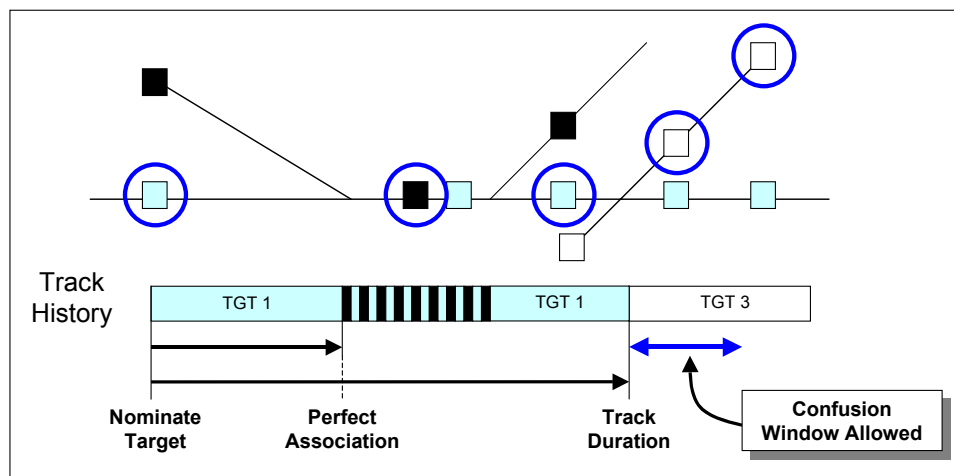 Track
History
TGT 1
TGT 1
TGT 3
Nominate
Target
Perfect
Association
Track
Duration
Confusion
Window Allowed